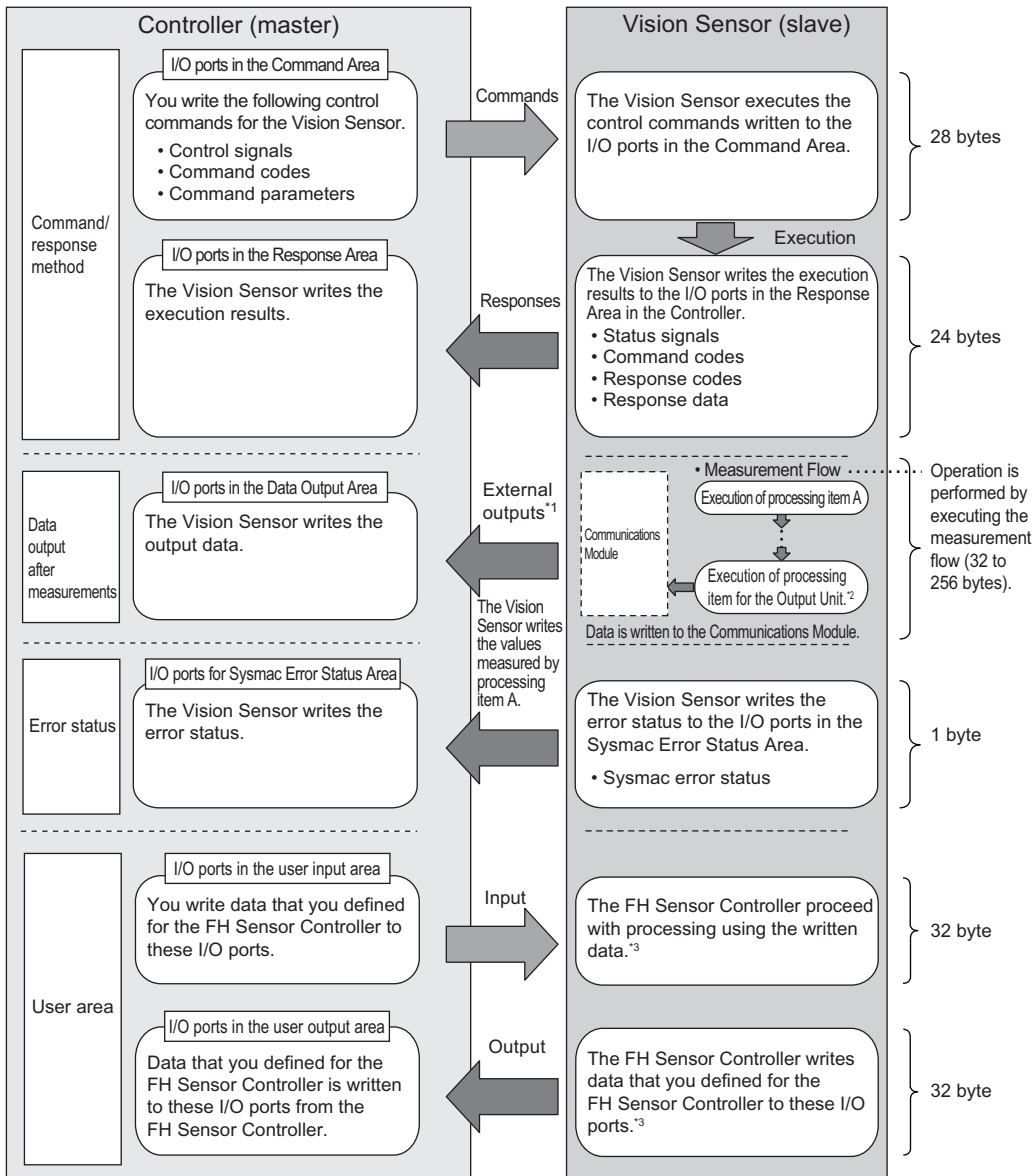 Controller (master)
Vision Sensor (slave)
Command/
response
method
I/O ports in the Command Area
You write the following control
commands for the Vision Sensor.
• Control signals
• Command codes
• Command parameters
Commands
The Vision Sensor executes the
control commands written to the
I/O ports in the Command Area.
28 bytes
Execution
I/O ports in the Response Area
The Vision Sensor writes the
execution results.
Responses
The Vision Sensor writes the execution
results to the I/O ports in the Response
Area in the Controller.
• Status signals
• Command codes
• Response codes
• Response data
24 bytes
Data
output
after
measurements
I/O ports in the Data Output Area
The Vision Sensor writes the
output data.
External
outputs*1
The Vision
Sensor writes
the values
measured by
processing
item A.
Communications
Module
• Measurement Flow
Execution of processing item A
Execution of processing
item for the Output Unit.*2
Data is written to the Communications Module.
Operation is
performed by
executing the
measurement
flow (32 to
256 bytes).
Error status
I/O ports for Sysmac Error Status Area
The Vision Sensor writes the
error status.
The Vision Sensor writes the
error status to the I/O ports in the
Sysmac Error Status Area.
• Sysmac error status
1 byte
User area
I/O ports in the user input area
You write data that you defined
for the FH Sensor Controller to
these I/O ports.
Input
The FH Sensor Controller proceed
with processing using the written
data.*3
32 byte
I/O ports in the user output area
Data that you defined for the
FH Sensor Controller is written
to these I/O ports from the
FH Sensor Controller.
Output
The FH Sensor Controller writes
data that you defined for the
FH Sensor Controller to these I/O
ports.*3
32 byte